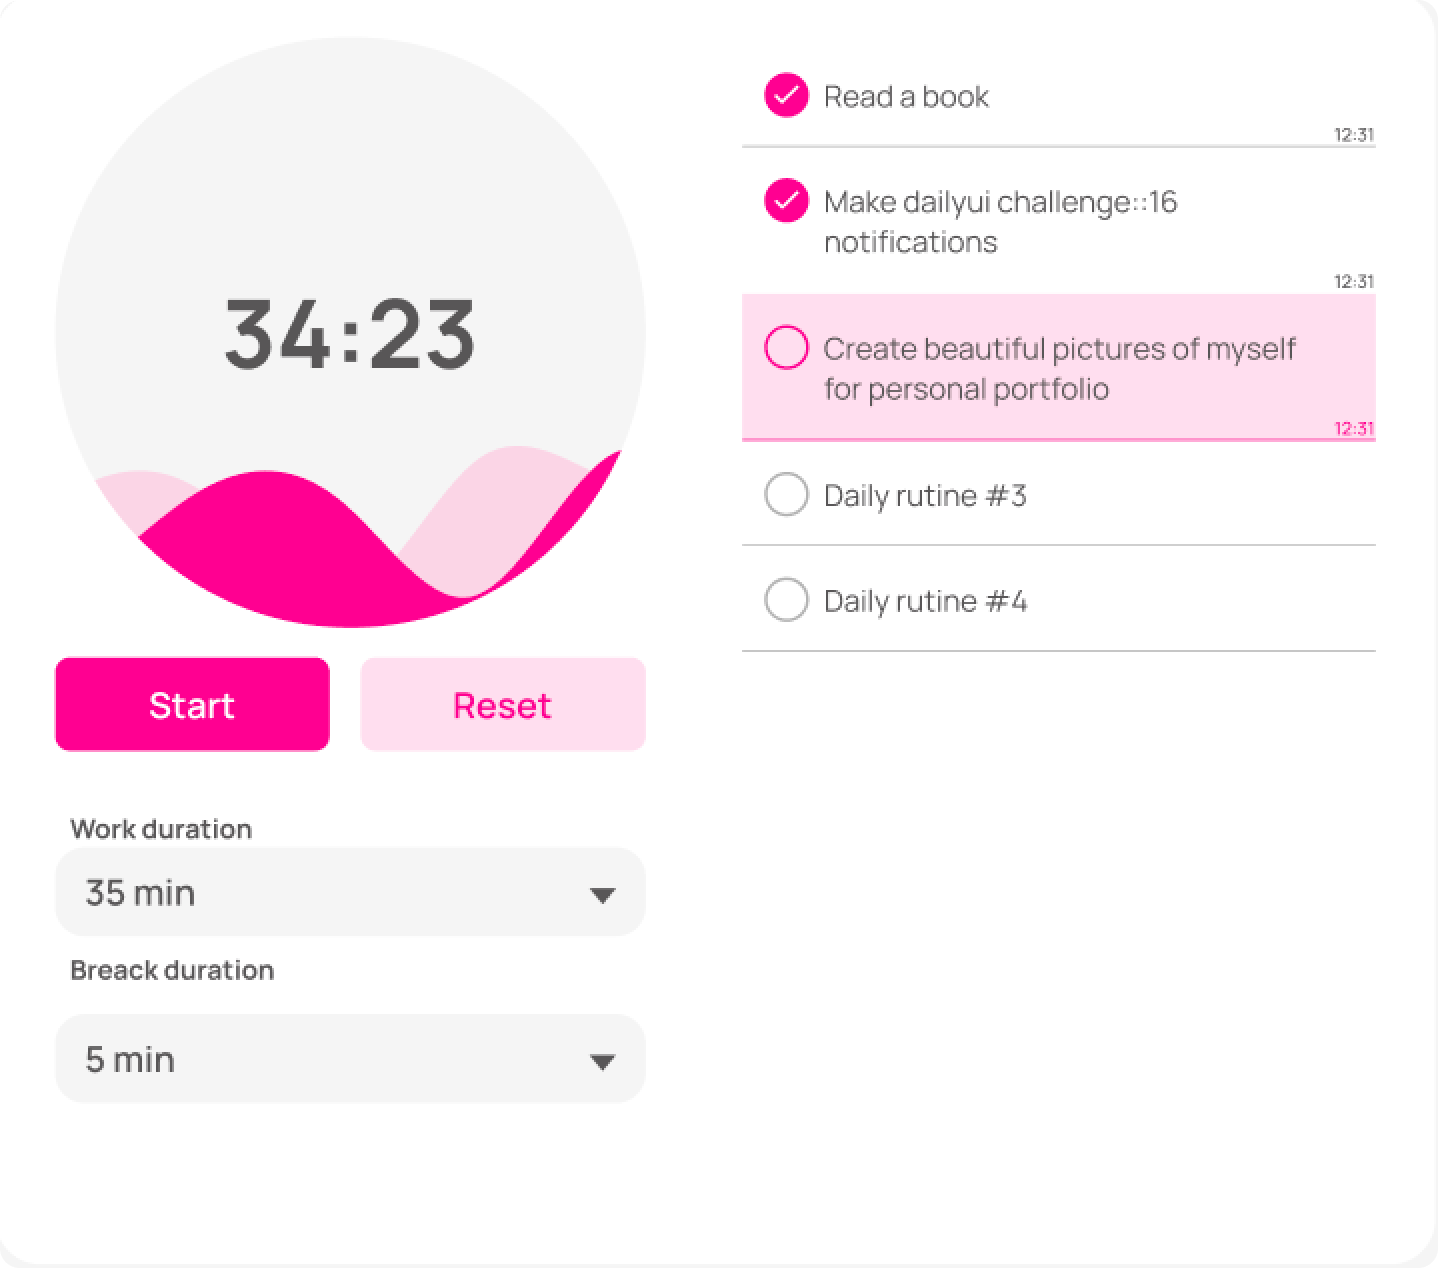 34:23
Start
Reset
Work duration
35 min
Breack duration
5 min
Read a book
12:31
Make dailyui challenge::16
notifications
12:31
Create beautiful pictures of myself
for personal portfolio
12:31
Daily rutine #3
Daily rutine #4